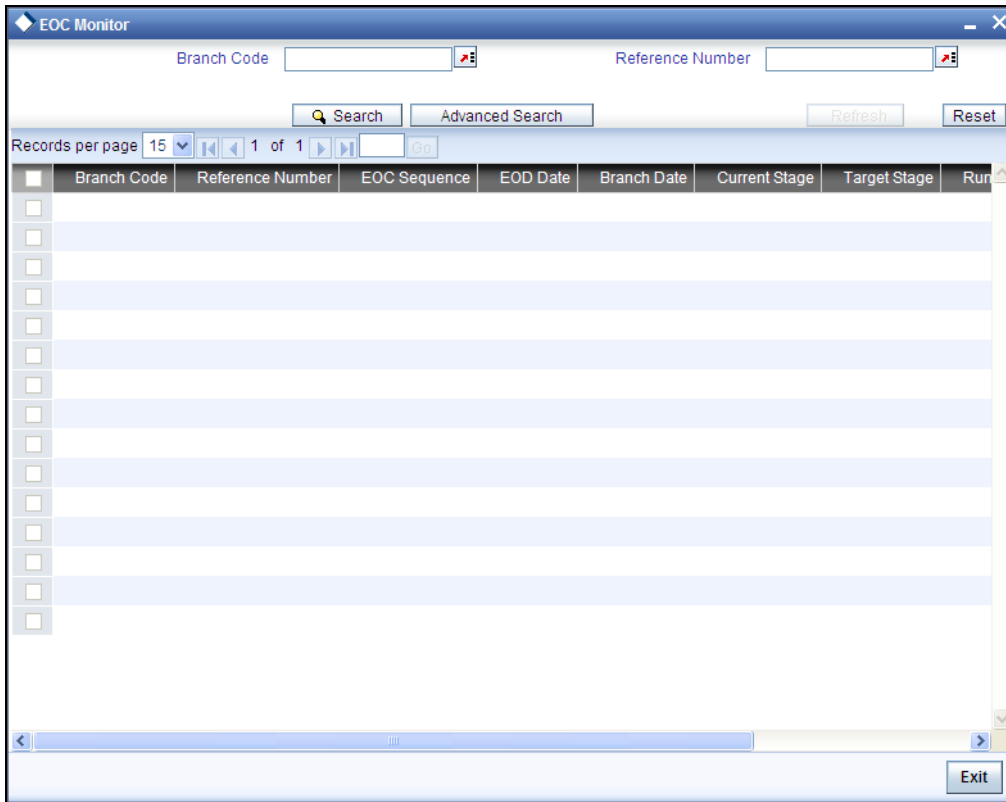 EOC Monitor
Branch Code Reference Number
Search Advanced Search Refresh Reset
Records per page 15 1 of 1 Go
Branch Code Reference Number EOC Sequence EOD Date Branch Date Current Stage Target Stage Run
Exit